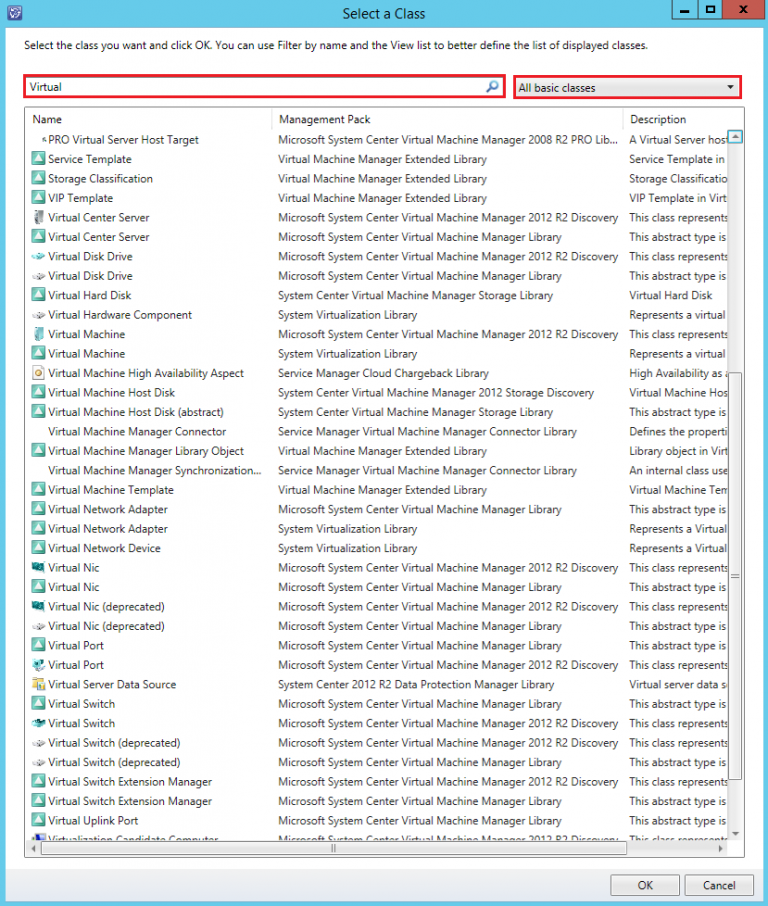 Select a Class
Select the class you want and click OK. You can use Filter by name and the View list to better define the list of displayed classes.
Virtual All basic classes
Name Management Pack Description
PRO Virtual Server Host Target Microsoft System Center Virtual Machine Manager 2008 R2 PRO Lib... A Virtual Server host
Service Template Virtual Machine Manager Extended Library Service Template in
Storage Classification Virtual Machine Manager Extended Library Storage Classificatio
VIP Template Virtual Machine Manager Extended Library VIP Template in Virt
Virtual Center Server Microsoft System Center Virtual Machine Manager 2012 R2 Discovery This class represents
Virtual Center Server Microsoft System Center Virtual Machine Manager Library This abstract type is
Virtual Disk Drive Microsoft System Center Virtual Machine Manager 2012 R2 Discovery This class represents
Virtual Disk Drive Microsoft System Center Virtual Machine Manager Library This abstract type is
Virtual Hard Disk System Center Virtual Machine Manager Storage Library Virtual Hard Disk
Virtual Hardware Component System Virtualization Library Represents a virtual
Virtual Machine Microsoft System Center Virtual Machine Manager 2012 R2 Discovery This class represents
Virtual Machine System Virtualization Library Represents a virtual
Virtual Machine High Availability Aspect Service Manager Cloud Chargeback Library High Availability as
Virtual Machine Host Disk System Center Virtual Machine Manager 2012 Storage Discovery Virtual Machine Hos
Virtual Machine Host Disk (abstract) System Center Virtual Machine Manager Storage Library This abstract type is
Virtual Machine Manager Connector Service Manager Virtual Machine Manager Connector Library Defines the properti
Virtual Machine Manager Library Object Virtual Machine Manager Extended Library Library object in Virt
Virtual Machine Manager Synchronization... Service Manager Virtual Machine Manager Connector Library An internal class use
Virtual Machine Template Virtual Machine Manager Extended Library Virtual Machine Tem
Virtual Network Adapter Microsoft System Center Virtual Machine Manager Library This abstract type is
Virtual Network Adapter System Virtualization Library Represents a Virtual
Virtual Network Device System Virtualization Library Represents a Virtual
Virtual Nic Microsoft System Center Virtual Machine Manager 2012 R2 Discovery This class represents
Virtual Nic Microsoft System Center Virtual Machine Manager Library This abstract type is
Virtual Nic (deprecated) Microsoft System Center Virtual Machine Manager 2012 R2 Discovery This class represents
Virtual Nic (deprecated) Microsoft System Center Virtual Machine Manager Library This abstract type is
Virtual Port Microsoft System Center Virtual Machine Manager Library This abstract type is
Virtual Port Microsoft System Center Virtual Machine Manager 2012 R2 Discovery This class represents
Virtual Server Data Source System Center 2012 R2 Data Protection Manager Library Virtual server data s
Virtual Switch Microsoft System Center Virtual Machine Manager Library This abstract type is
Virtual Switch Microsoft System Center Virtual Machine Manager 2012 R2 Discovery This class represents
Virtual Switch (deprecated) Microsoft System Center Virtual Machine Manager 2012 R2 Discovery This class represents
Virtual Switch (deprecated) Microsoft System Center Virtual Machine Manager Library This abstract type is
Virtual Switch Extension Manager Microsoft System Center Virtual Machine Manager 2012 R2 Discovery This class represents
Virtual Switch Extension Manager Microsoft System Center Virtual Machine Manager Library This abstract type is
Virtual Uplink Port Microsoft System Center Virtual Machine Manager Library This abstract type is
Virtualization Candidate Computer Microsoft System Center Virtual Machine Manager 2012 R2 Discovery This class represents
OK Cancel